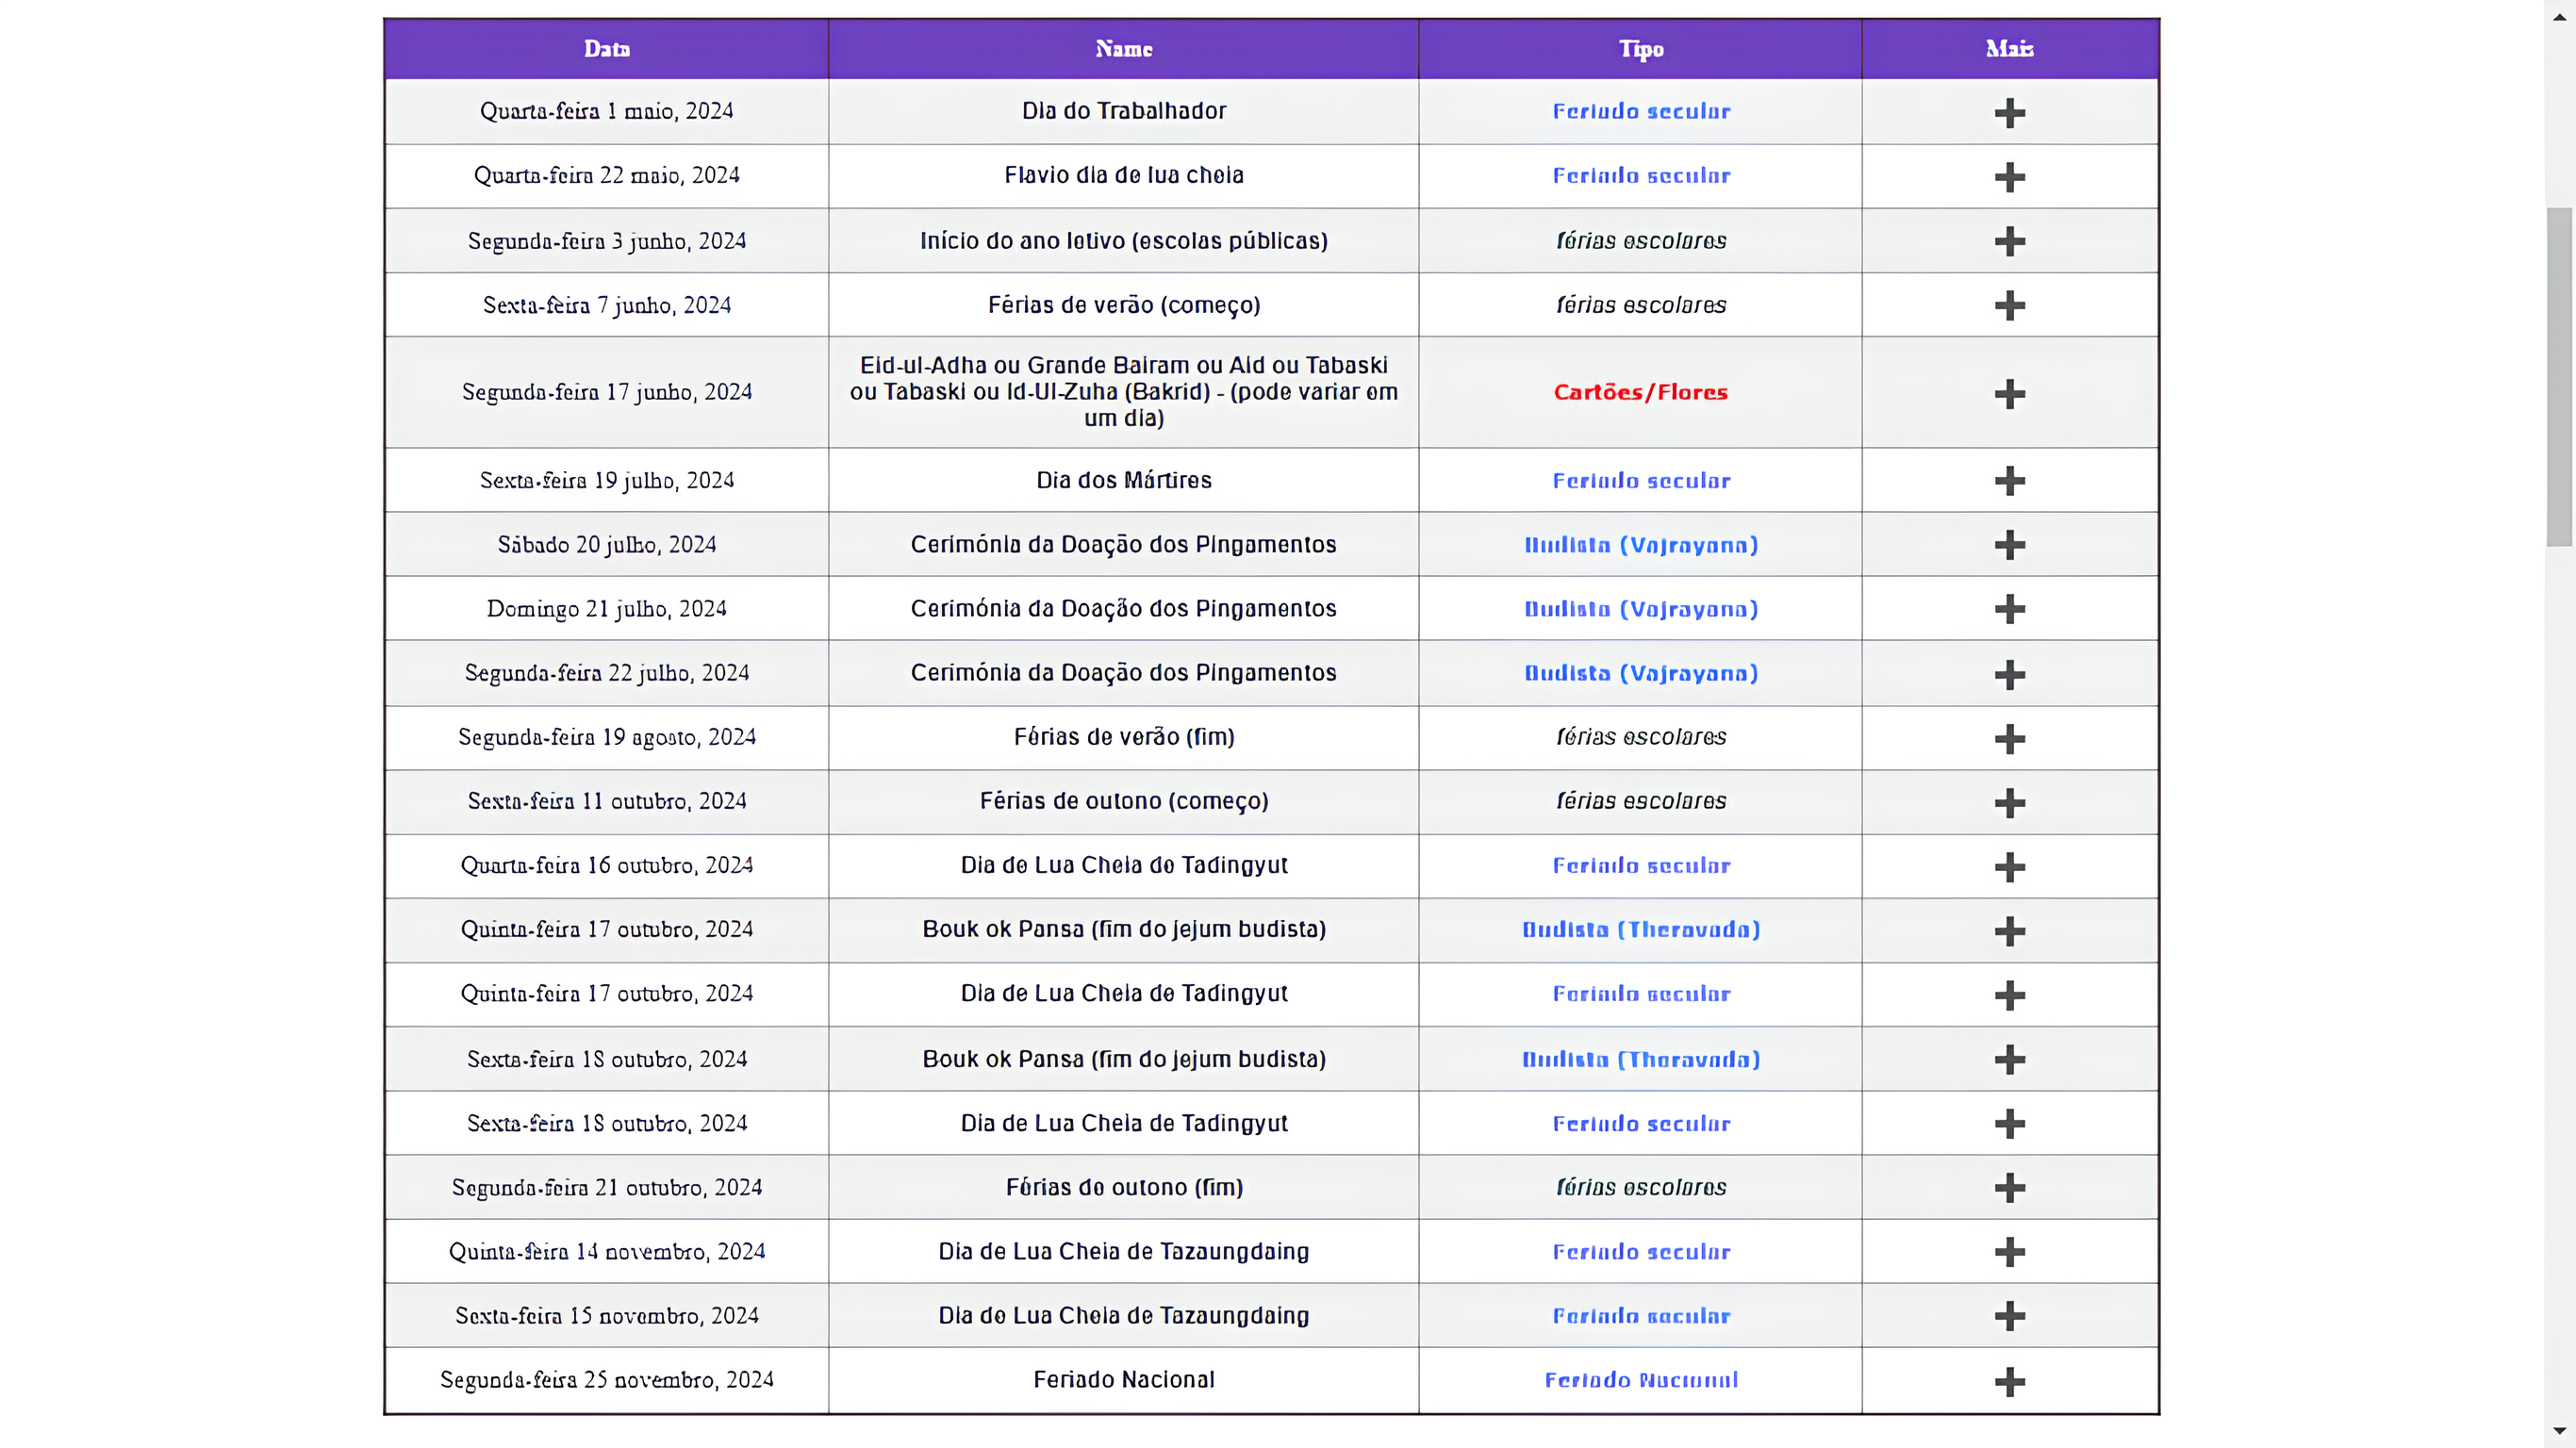 Data Name Tipo Mais
Quarta-feira 1 maio, 2024 Dia do Trabalhador Feriado secular
Quarta-feira 22 maio, 2024 Flavio dia de lua cheia Feriado secular
Segunda-feira 3 junho, 2024 Início do ano letivo (escolas públicas) férias escolares
Sexta-feira 7 junho, 2024 Férias de verão (começo) férias escolares
Segunda-feira 17 junho, 2024 Eid-ul-Adha ou Grande Bairam ou Aid ou Tabaski
ou Tabaski ou Id-Ul-Zuha (Bakrid) - (pode variar em
um dia) Cartões/Flores
Sexta-feira 19 julho, 2024 Dia dos Mártires Feriado secular
Sábado 20 julho, 2024 Cerimónia da Doação dos Pingamentos Budista (Vajrayana)
Domingo 21 julho, 2024 Cerimónia da Doação dos Pingamentos Budista (Vajrayana)
Segunda-feira 22 julho, 2024 Cerimónia da Doação dos Pingamentos Budista (Vajrayana)
Segunda-feira 19 agosto, 2024 Férias de verão (fim) férias escolares
Sexta-feira 11 outubro, 2024 Férias de outono (começo) férias escolares
Quarta-feira 16 outubro, 2024 Dia de Lua Cheia de Tadingyut Feriado secular
Quinta-feira 17 outubro, 2024 Bouk ok Pansa (fim do jejum budista) Budista (Theravada)
Quinta-feira 17 outubro, 2024 Dia de Lua Cheia de Tadingyut Feriado secular
Sexta-feira 18 outubro, 2024 Bouk ok Pansa (fim do jejum budista) Budista (Theravada)
Sexta-feira 18 outubro, 2024 Dia de Lua Cheia de Tadingyut Feriado secular
Segunda-feira 21 outubro, 2024 Férias de outono (fim) férias escolares
Quinta-feira 14 novembro, 2024 Dia de Lua Cheia de Tazaungdaing Feriado secular
Sexta-feira 15 novembro, 2024 Dia de Lua Cheia de Tazaungdaing Feriado secular
Segunda-feira 25 novembro, 2024 Feriado Nacional Feriado Nacional